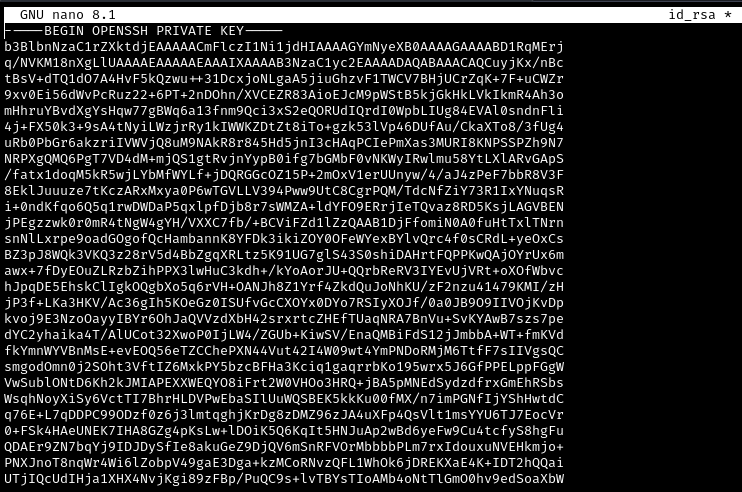 GNU nano 8.1 id_rsa *
-----BEGIN OPENSSH PRIVATE KEY-----
b3BlbnNzaC1rZXktdjEAAAAACmFlczI1Ni1jdHIAAAAGYmNyeXB0AAAAGAAAABD1RqMErj
q/NVKM18nXgLlUAAAAEAAAAAEAAAIXAAAAB3NzaC1yc2EAAAADAQABAAACAQCuyjKx/nBc
tBsV+dTQ1dO7A4HvF5kQzwu++31DcxjoNLgaA5jiuGhzvF1TWCV7BHjUCrZqK+7F+uCWZr
9xv0Ei56dWvPcRuz22+6PT+2nDOhn/XVCEZR83AioEJcM9pWStB5kjGkHkLVkIkmR4Ah3o
mHhruYBvdXgYsHqw77gBWq6a13fnm9Qci3xS2eQORUdIQrdI0WpbLIUg84EVAl0sndnFli
4j+FX50k3+9sA4tNyiLWzjrRy1kIWWKZDtZt8iTo+gzk53lVp46DUfAu/CkaXTo8/3fUg4
uRb0PbGr6akzriIVWVjQ8uM9NAkR8r845Hd5jnI3cHAqPCIePmXas3MURI8KNPSSPZh9N7
NRPXgQMQ6PgT7VD4dM+mjQS1gtRvjnYypB0ifg7bGMbF0vNKWyIRwlmu58YtLXlARvGApS
/fatx1doqM5kR5wjLYbMfWYLf+jDQRGGcOZ15P+2mOxV1erUUnyw/4/aJ4zPeF7bbR8V3F
8EklJuuuze7tKczARxMxya0P6wTGVLLV394Pww9UtC8CgrPQM/TdcNfZiY73R1IxYNuqsR
i+0ndKfqo6Q5q1rwDWDaP5qxlpfDjb8r7sWMZA+ldYFO9ERrjIeTQvaz8RD5KsjLAGVBEN
jPEgzzwk0r0mR4tNgW4gYH/VXXC7fb/+BCViFZd1lZzQAAB1DjFfomiN0A0fuHtTxlTNrn
snNlLxrpe9oadGOgofQcHambannK8YFDk3ikiZOY0OFeWYexBYlvQrc4f0sCRdL+yeOxCs
BZ3pJ8WQk3VKQ3z28rV5d4BbZgqXRLtz5K91UG7glS43S0shiDAHrtFQPPKwQAjOYrUx6m
awx+7fDyEOuZLRzbZihPPX3lwHuC3kdh+/kYoAorJU+QQrbReRV3IYEvUjVRt+oXOfWbvc
hJpqDE5EhskClIgkOQgbXo5q6rVH+OANJh8Z1Yrf4ZkdQuJoNhKU/zF2nzu41479KMI/zH
jP3f+LKa3HKV/Ac36gIh5KOeGz0ISUfvGcCXOYx0DYo7RSIyXOJf/0a0JB9O9IIVOjKvDp
kvoj9E3NzoOayyIBYr6OhJaQVVzdXbH42srxrtcZHEfTUaqNRA7BnVu+SvKYAwB7szs7pe
dYC2yhaika4T/AlUCot32XwoP0IjLW4/ZGUb+KiwSV/EnaQMBiFdS12jJmbbA+WT+fmKVd
fkYmnWYVBnMsE+evEOQ56eTZCChePXN44Vut42I4W09wt4YmPNDoRMjM6TtfF7sIIVgsQC
smgodOmn0j2SOht3VftIZ6MxkPY5bzcBFHa3Kciq1gaqrrbKo195wrx5J6GfPPELppFGgW
VwSublONtD6Kh2kJMIAPEXXWEQYO8iFrt2W0VHOo3HRQ+jBA5pMNEdSydzdfrxGmEhRSbs
WsqhNoyXiSy6VctTI7BhrHLDVPwEbaSIlUuWQSBEK5kkKu00fMX/n7imPGNfIjYShHwtdC
q76E+L7qDDPC99ODzf0z6j3lmtqghjKrDg8zDMZ96zJA4uXFp4QsVlt1msYYU6TJ7EocVr
0+FSk4HAeUNEK7IHA8GZg4pKsLw+lDOiK5Q6KqIt5HNJuAp2wBd6yeFw9Cu4tcfyS8hgFu
QDAEr9ZN7bqYj9IDJDySfIe8akuGeZ9DjQV6mSnRFVOrMbbbbPLm7rxIdouxuNVEHkmjo+
PNXJnoT8nqWr4Wi6lZobpV49gaE3Dga+kzMCoRNvzQFL1WhOk6jDREKXaE4K+IDT2hQQai
UTjIQcUdIHja1XHX4NvjKgi89zFBp/PuQC9s+lvTBYsTIoAMb4oNtTlGmO0hv9edSoaXbW